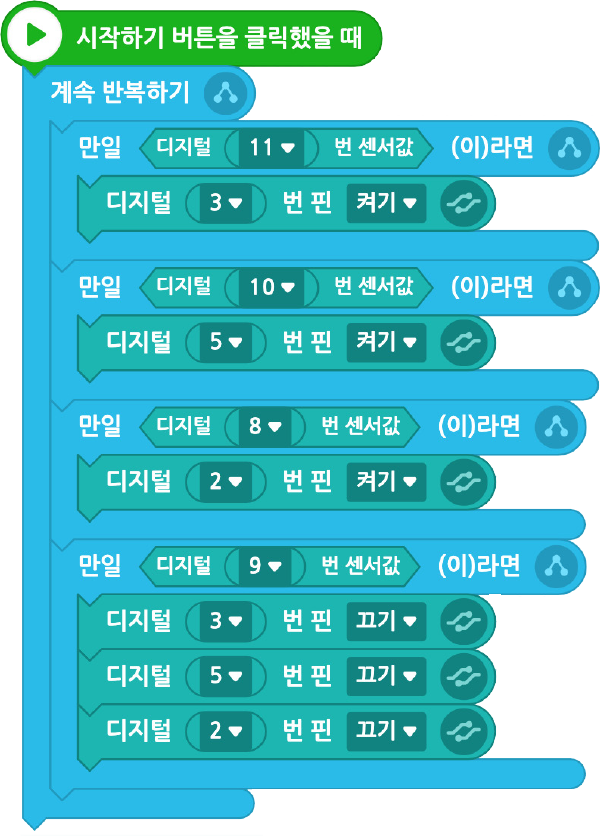 시작하기 버튼을 클릭했을 때
계속 반복하기
만일 디지털 11 번 센서값 (이)라면
디지털 3 번 핀 켜기
만일 디지털 10 번 센서값 (이)라면
디지털 5 번 핀 켜기
만일 디지털 8 번 센서값 (이)라면
디지털 2 번 핀 켜기
만일 디지털 9 번 센서값 (이)라면
디지털 3 번 핀 끄기
디지털 5 번 핀 끄기
디지털 2 번 핀 끄기